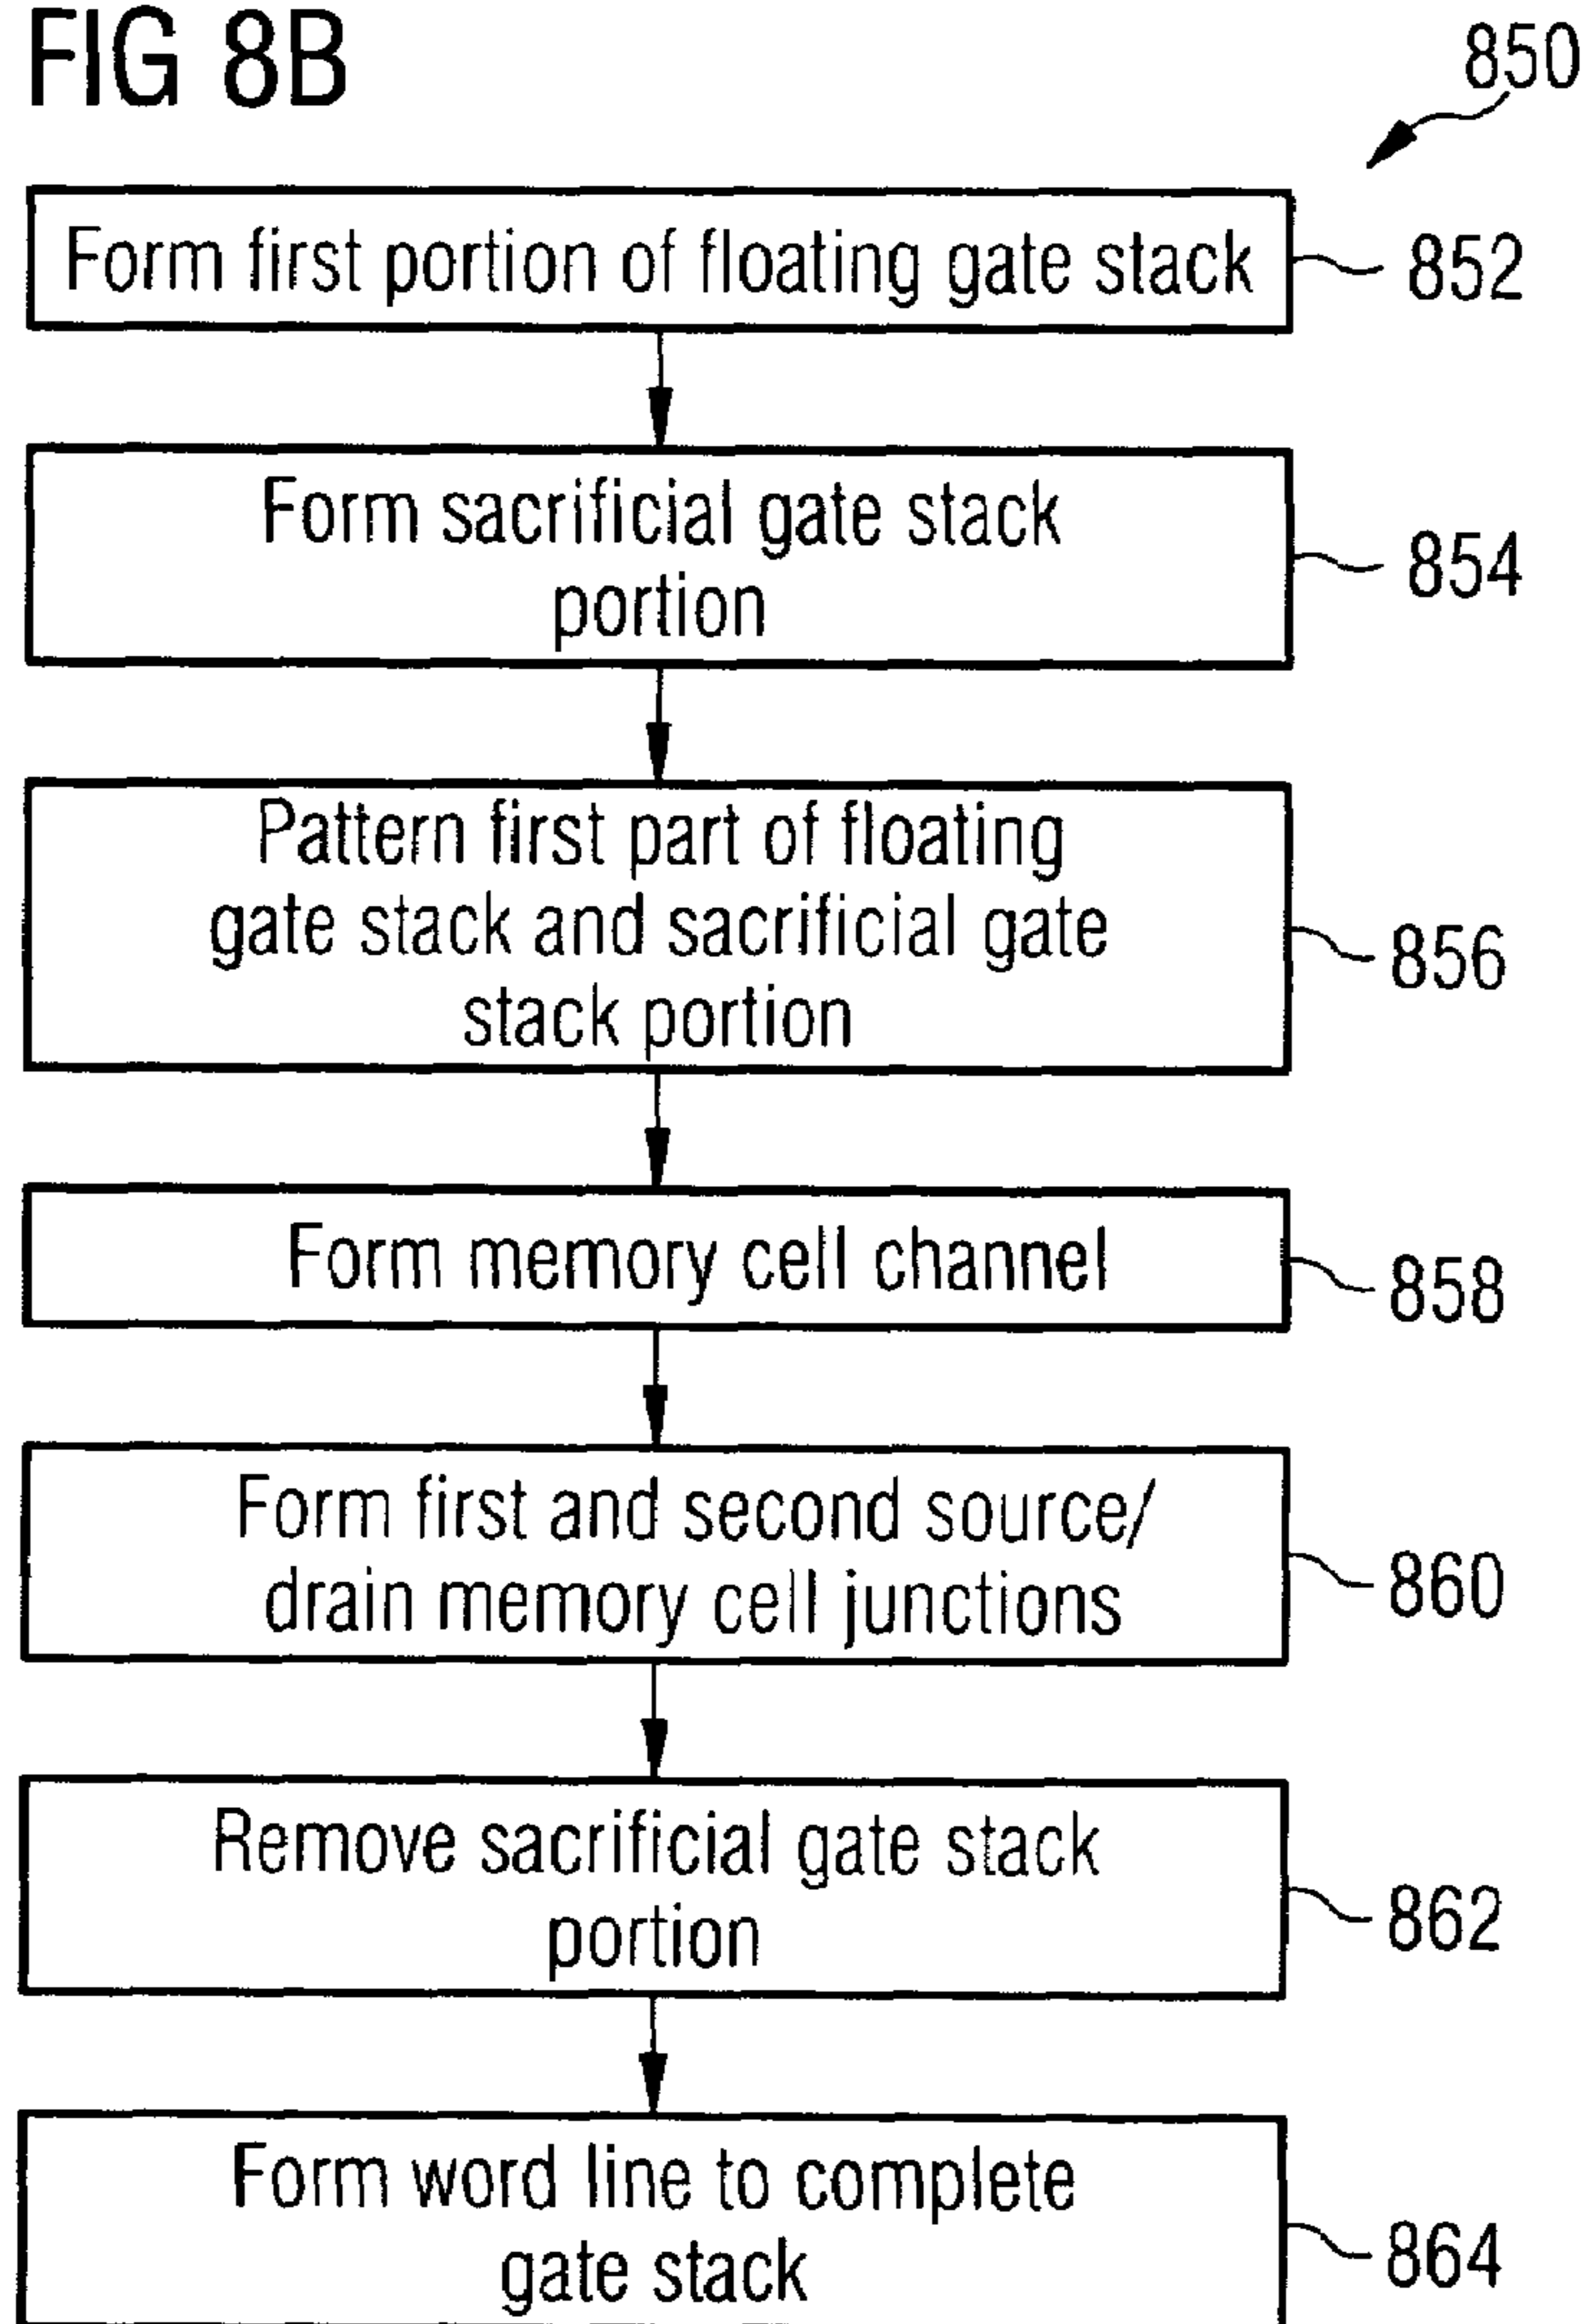 FIG 8B
850
Form first portion of floating gate stack
852
Form sacrificial gate stack
portion
854
Pattern first part of floating
gate stack and sacrificial gate
stack portion
856
Form memory cell channel
858
Form first and second source/
drain memory cell junctions
860
Remove sacrificial gate stack
portion
862
Form word line to complete
gate stack
864